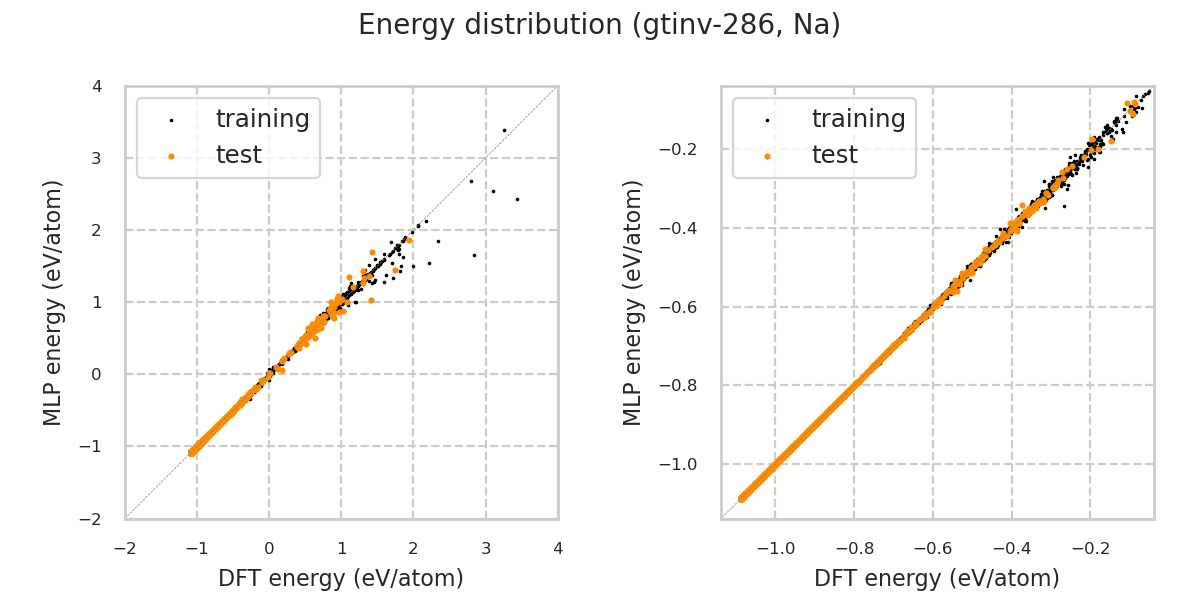 Energy distribution (gtinv-286, Na)
training
test
4
3
2
1
0
−1
−2
−2
−1
0
1
2
3
4
MLP energy (eV/atom)
DFT energy (eV/atom)
training
test
−0.2
−0.4
−0.6
−0.8
−1.0
−1.0
−0.8
−0.6
−0.4
−0.2
MLP energy (eV/atom)
DFT energy (eV/atom)